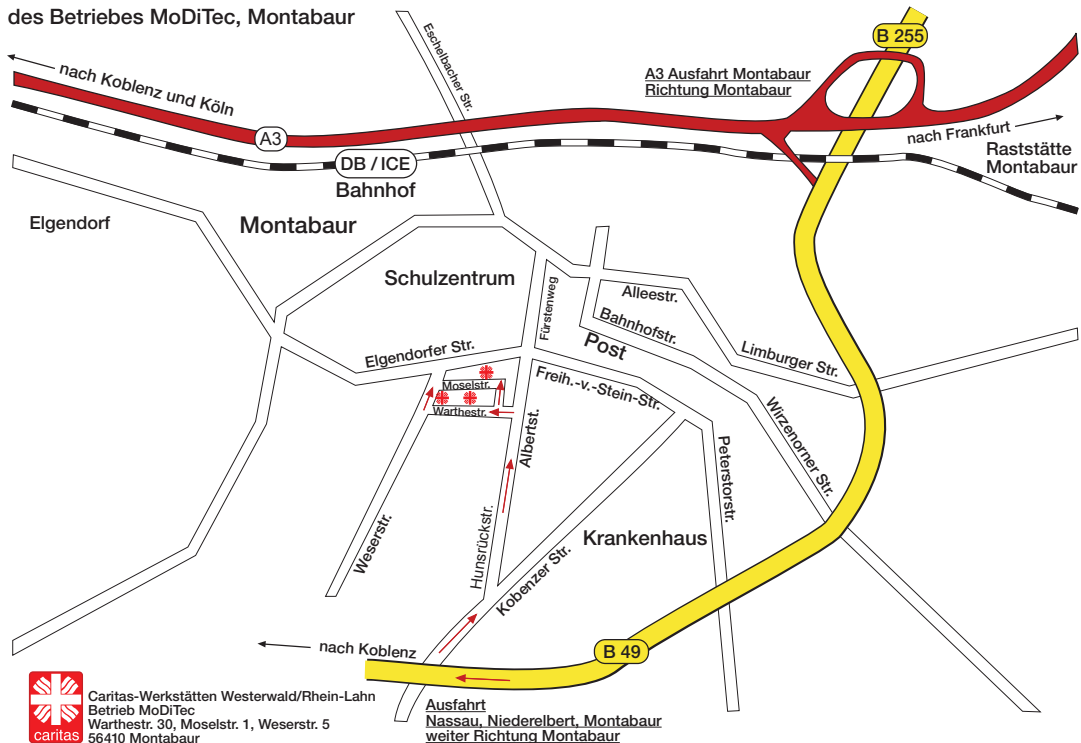 des Betriebes MoDiTec, Montabaur
B 255
nach Koblenz und Köln
Eschelbacher Str.
A3 Ausfahrt Montabaur
Richtung Montabaur
A3
nach Frankfurt
DB / ICE
Bahnhof
Raststätte
Montabaur
Elgendorf
Montabaur
Schulzentrum
Fürstenweg
Alleestr.
Bahnhofstr.
Post
Limburger Str.
Elgendorfer Str.
Moselstr.
Warthestr.
Freih.-v.-Stein-Str.
Albertst.
Wirzenorner Str.
Peterstorstr.
Weserstr.
Hunsrückstr.
Krankenhaus
Kobenzer Str.
nach Koblenz
B 49
Ausfahrt
Nassau, Niederelbert, Montabaur
weiter Richtung Montabaur
caritas
Caritas-Werkstätten Westerwald/Rhein-Lahn
Betrieb MoDiTec
Warthestr. 30, Moselstr. 1, Weserstr. 5
56410 Montabaur